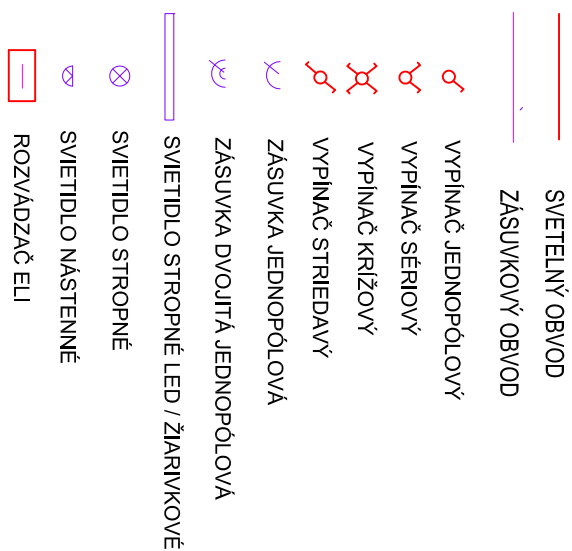 SVETELNÝ OBVOD
ZÁSUVKOVÝ OBVOD
VYPÍNAČ JEDNOPÓLOVÝ
VYPÍNAČ SÉRIOVÝ
VYPÍNAČ KRÍŽOVÝ
VYPÍNAČ STRIEDAVÝ
ZÁSUVKA JEDNOPÓLOVÁ
ZÁSUVKA DVOJITÁ JEDNOPÓLOVÁ
SVIETIDLO STROPNÉ LED / ŽIARIVKOVÉ
SVIETIDLO STROPNÉ
SVIETIDLO NÁSTENNÉ
ROZVÁDZAČ ELI